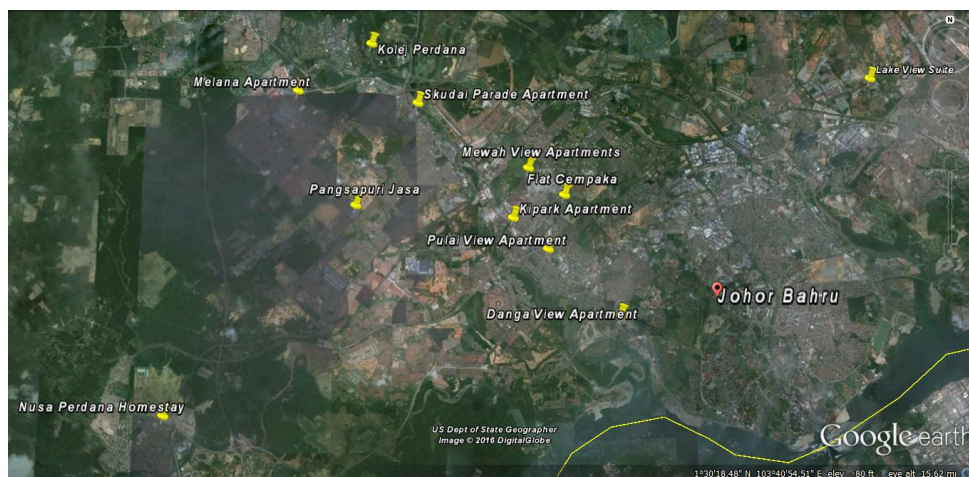 N
Kolej Perdana
Lake View Suite
Melana Apartment
Skudai Parade Apartment
Mewah View Apartments
Flat Cempaka
Pangsapuri Jasa
Kipark Apartment
Pulai View Apartment
Johor Bahru
Danga View Apartment
Nusa Perdana Homestay
US Dept of State Geographer
Image © 2016 DigitalGlobe
Google earth
1°30'18.48" N 103°40'54.51" E elev 80 ft eye alt 15.62 mi